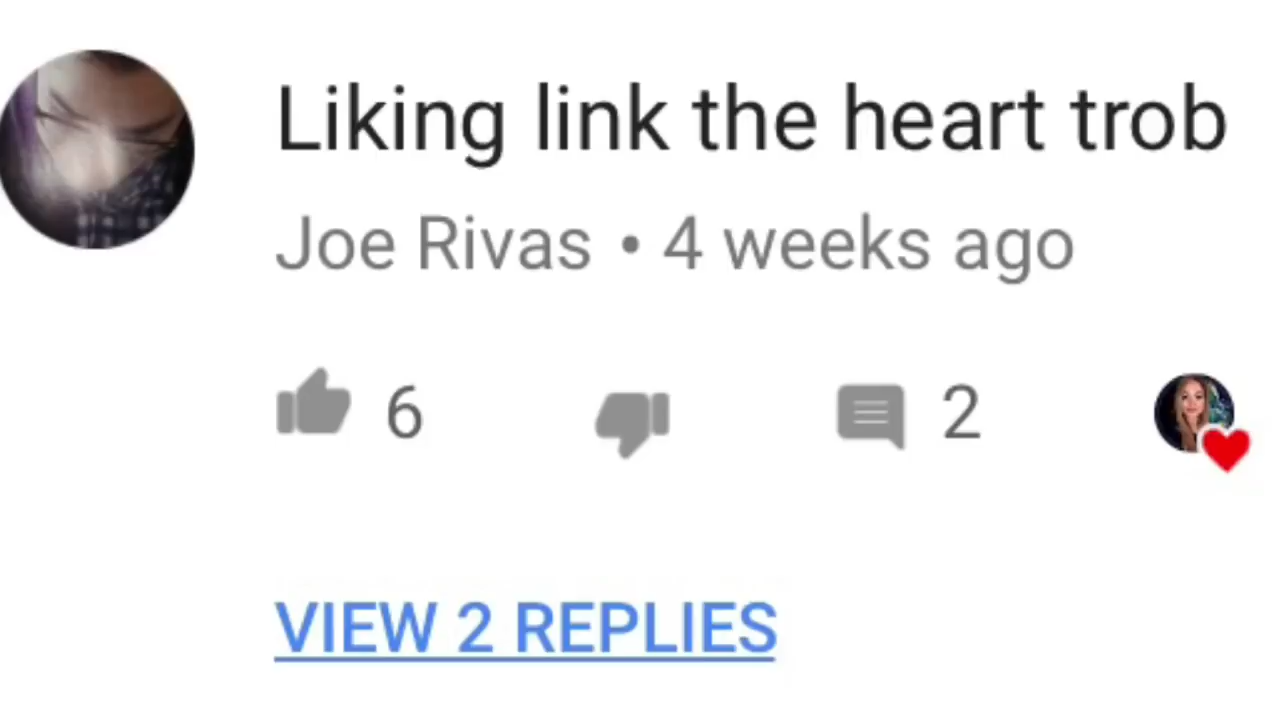 Liking link the heart trob
Joe Rivas • 4 weeks ago
6 2
VIEW 2 REPLIES